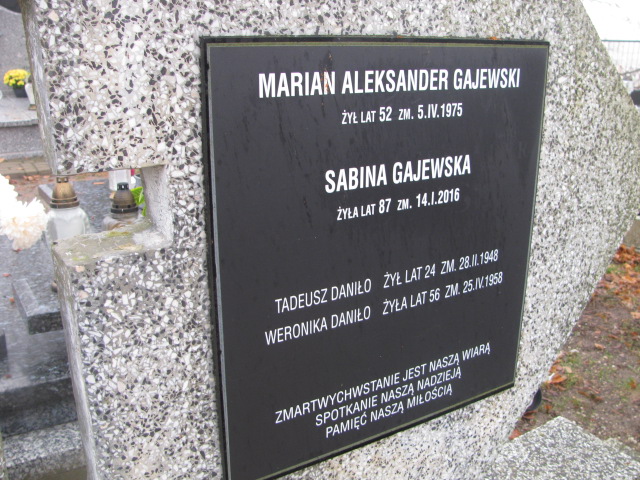 MARIAN ALEKSANDER GAJEWSKI
ŻYŁ LAT 52 ZM. 5.IV.1975
SABINA GAJEWSKA
ŻYŁA LAT 87 ZM. 14.I.2016
TADEUSZ DANIŁO ŻYŁ LAT 24 ZM. 28.II.1948
WERONIKA DANIŁO ŻYŁA LAT 56 ZM. 25.IV.1958
ZMARTWYCHWSTANIE JEST NASZĄ WIARĄ
SPOTKANIE NASZĄ NADZIEJĄ
PAMIĘĆ NASZĄ MIŁOŚCIĄ